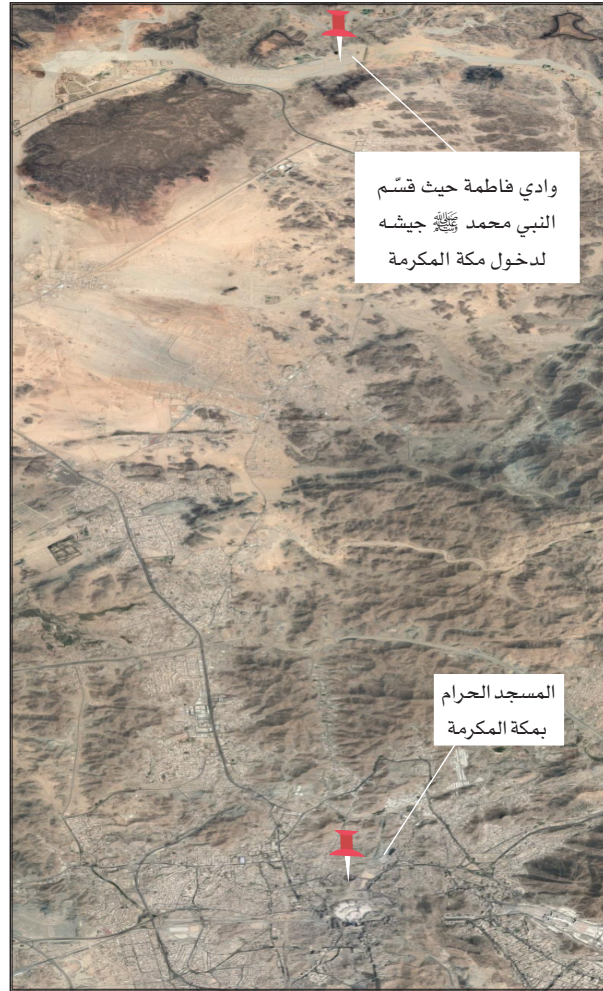 وادي فاطمة حيث قسّم
النبي محمد ﷺ جيشه
لدخول مكة المكرمة
المسجد الحرام
بمكة المكرمة